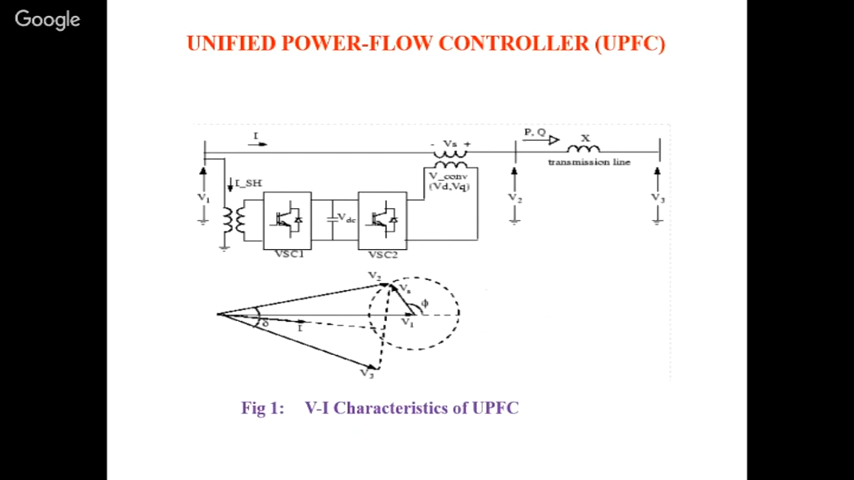 Google
UNIFIED POWER-FLOW CONTROLLER (UPFC)
I
- Vs +
P, Q
X
transmission line
I_SH
V_conv
(Vd,Vq)
V1
Vdc
V2
V3
VSC1
VSC2
V2
Vs
ϕ
δ
I
V1
V3
Fig 1: V-I Characteristics of UPFC